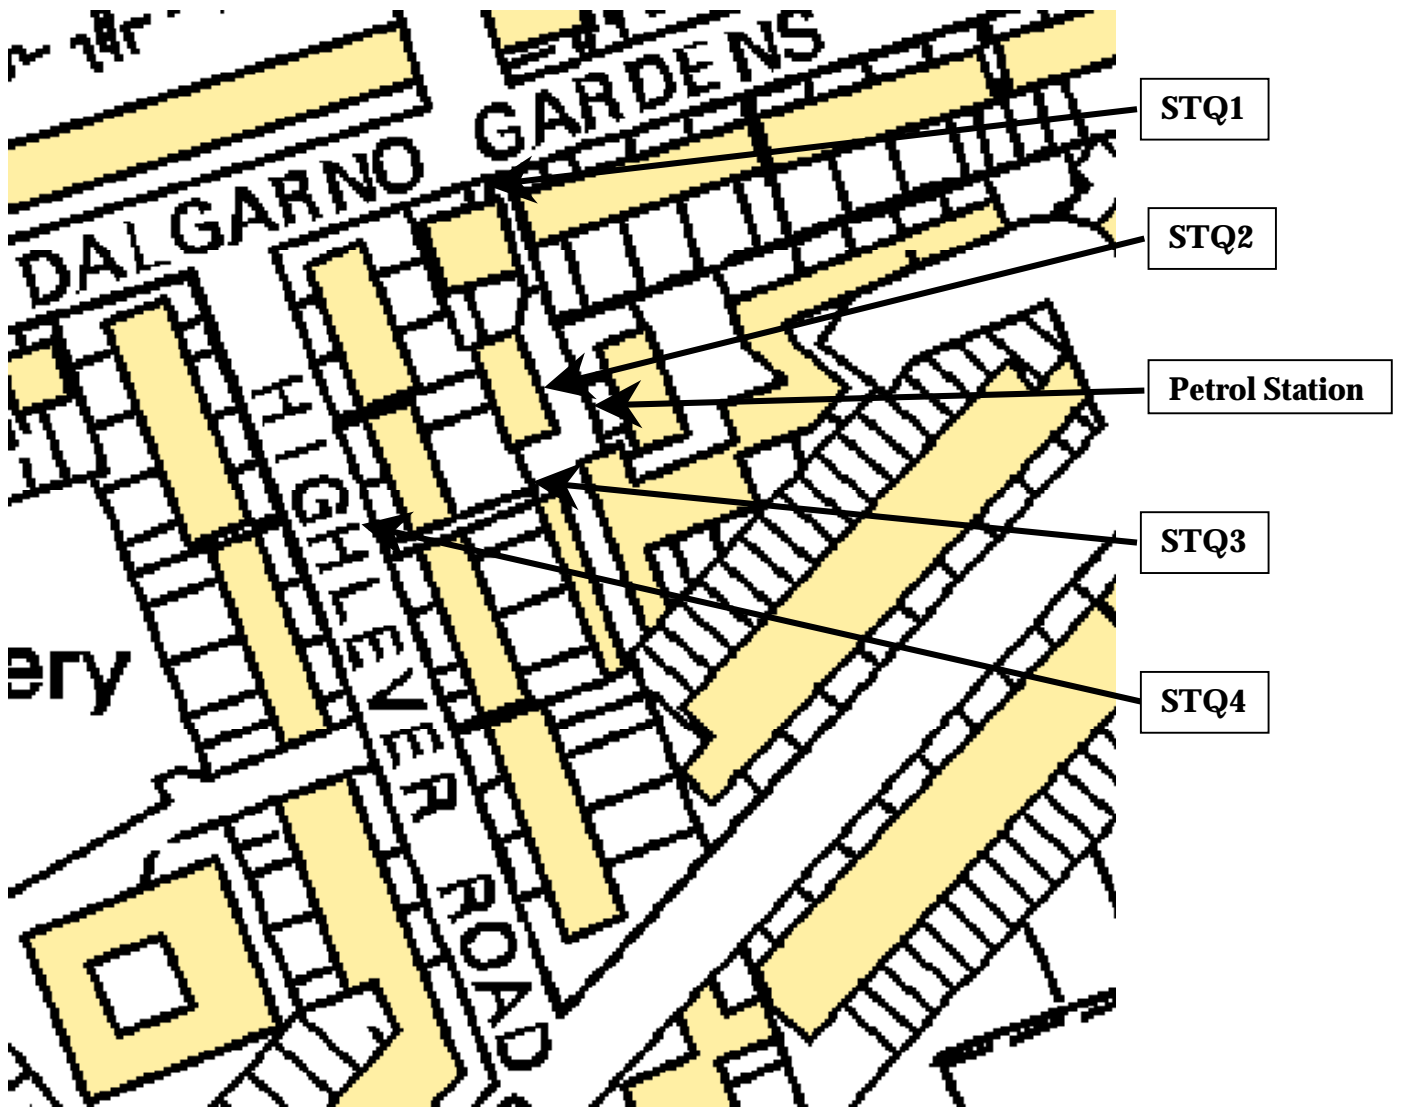 DALGARNO GARDENS
STQ1
STQ2
Petrol Station
HIGHLEVER ROAD
STQ3
ery
STQ4